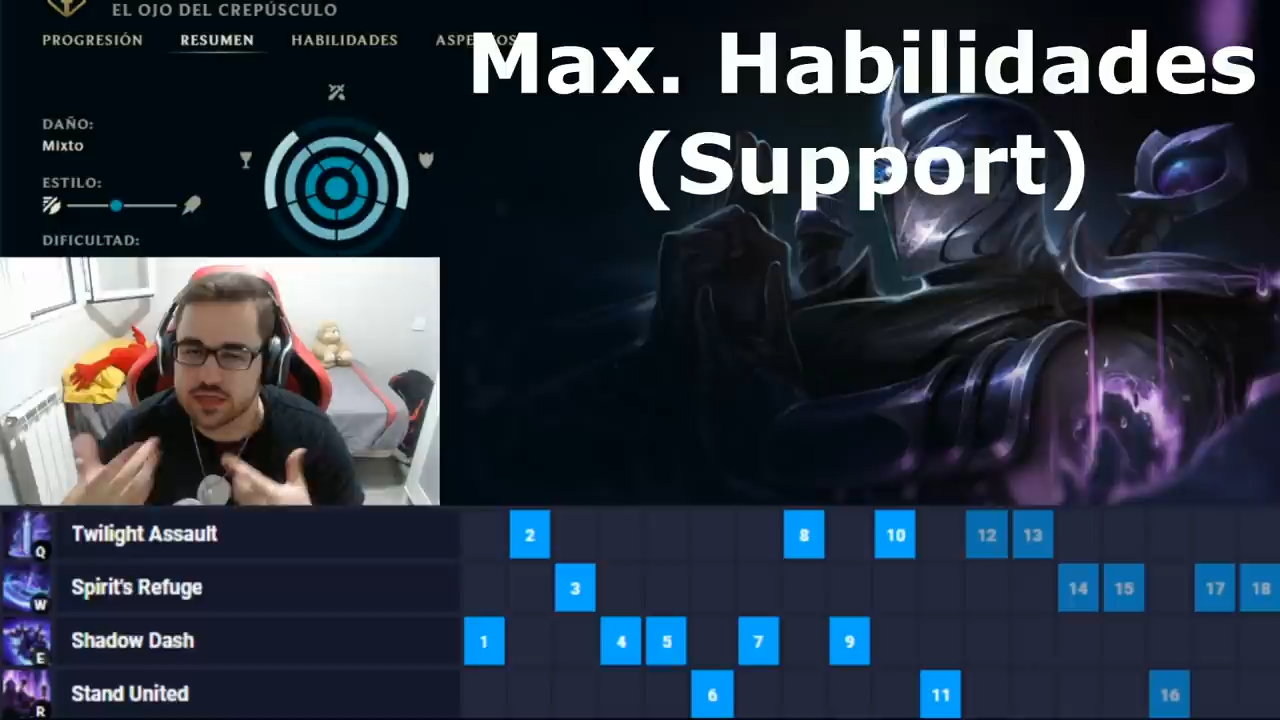 EL OJO DEL CREPÚSCULO
PROGRESIÓN RESUMEN HABILIDADES
Max. Habilidades
(Support)
DAÑO:
Mixto
ESTILO:
DIFICULTAD:
Twilight Assault 2 8 10 12 13
Q
Spirit's Refuge 3 14 15 17 18
W
Shadow Dash 1 4 5 7 9
E
Stand United 6 11 16
R